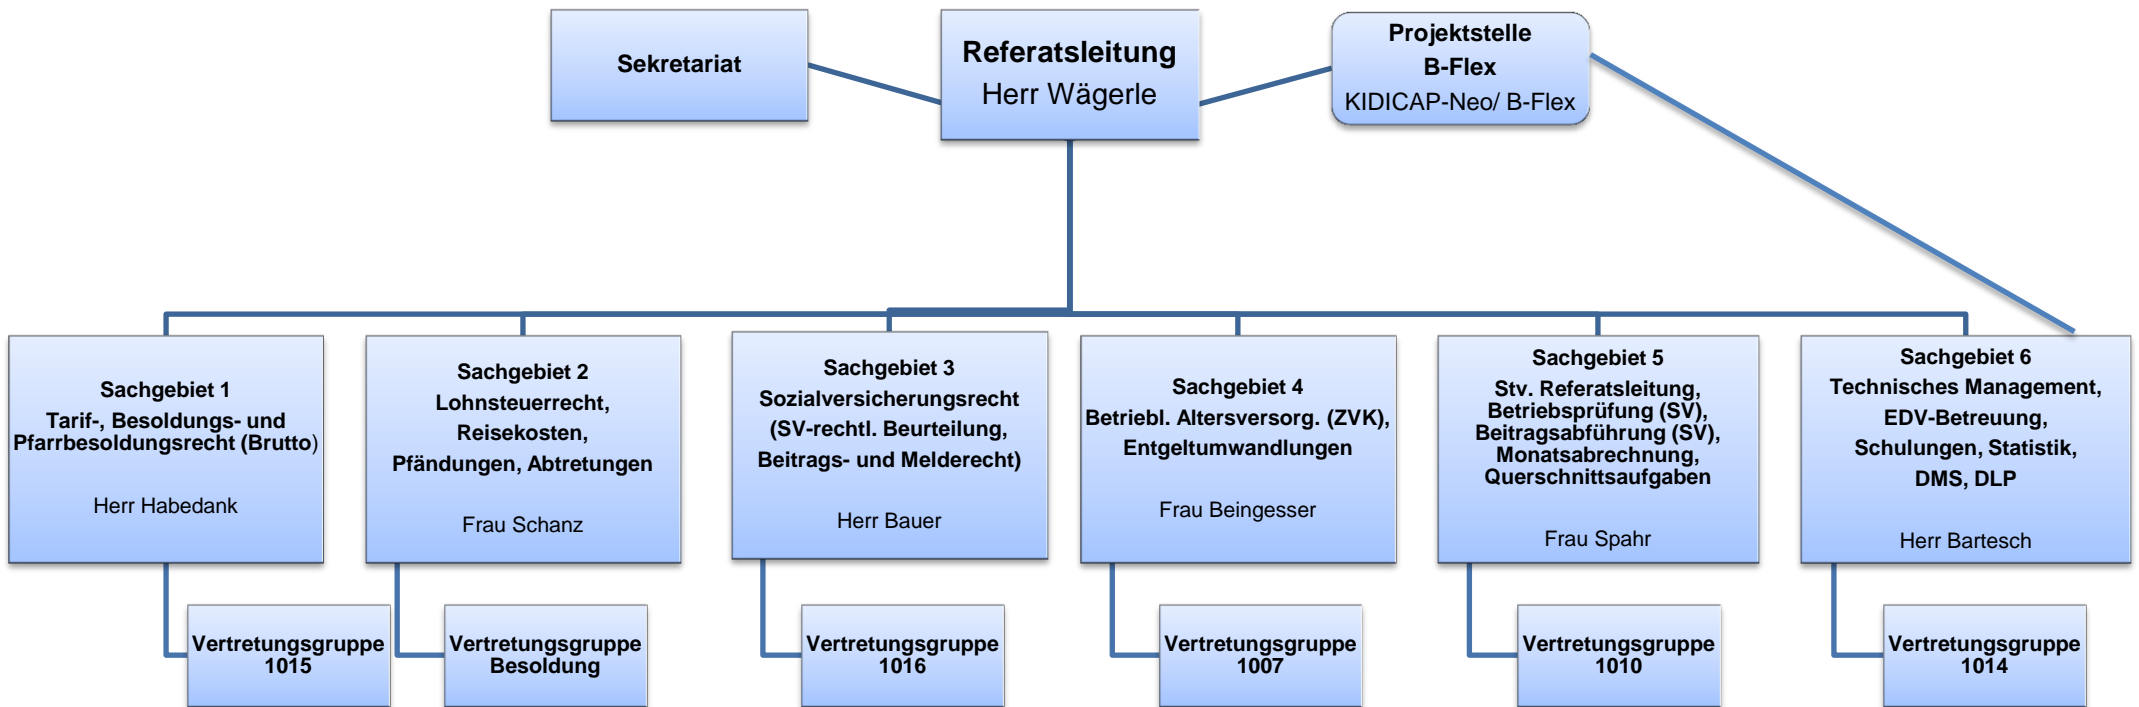 Sekretariat
Referatsleitung
Herr Wägerle
Projektstelle
B-Flex
KIDICAP-Neo/ B-Flex
Sachgebiet 1
Tarif-, Besoldungs- und
Pfarrbesoldungsrecht (Brutto)
Herr Habedank
Sachgebiet 2
Lohnsteuerrecht,
Reisekosten,
Pfändungen, Abtretungen
Frau Schanz
Sachgebiet 3
Sozialversicherungsrecht
(SV-rechtl. Beurteilung,
Beitrags- und Melderecht)
Herr Bauer
Sachgebiet 4
Betriebl. Altersversorg. (ZVK),
Entgeltumwandlungen
Frau Beingesser
Sachgebiet 5
Stv. Referatsleitung,
Betriebsprüfung (SV),
Beitragsabführung (SV),
Monatsabrechnung,
Querschnittsaufgaben
Frau Spahr
Sachgebiet 6
Technisches Management,
EDV-Betreuung,
Schulungen, Statistik,
DMS, DLP
Herr Bartesch
Vertretungsgruppe
1015
Vertretungsgruppe
Besoldung
Vertretungsgruppe
1016
Vertretungsgruppe
1007
Vertretungsgruppe
1010
Vertretungsgruppe
1014